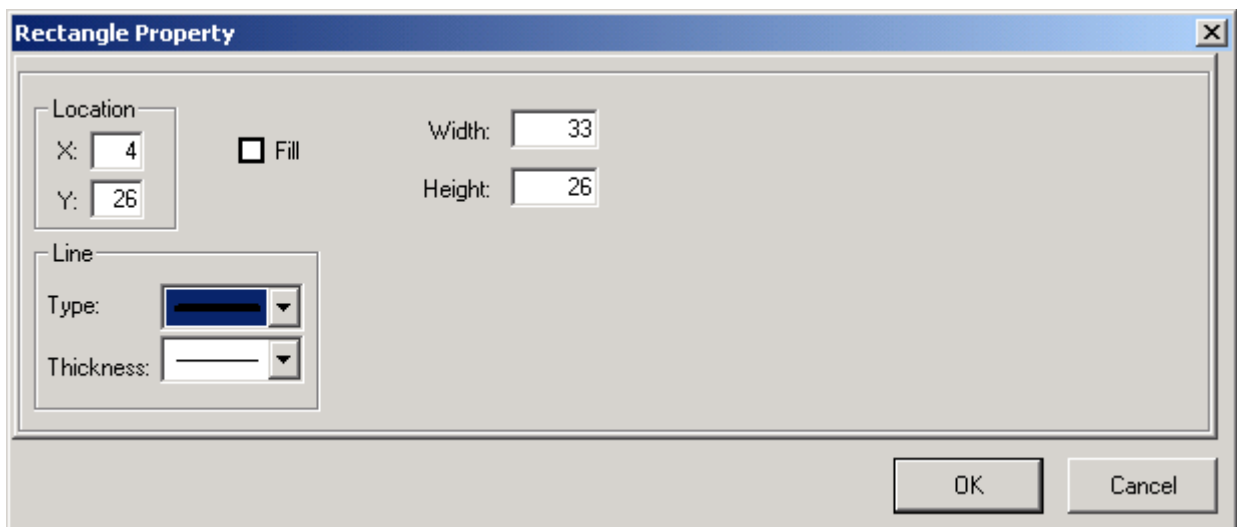 Rectangle Property
Location
X: 4
Y: 26
Fill
Width: 33
Height: 26
Line
Type:
Thickness:
OK
Cancel